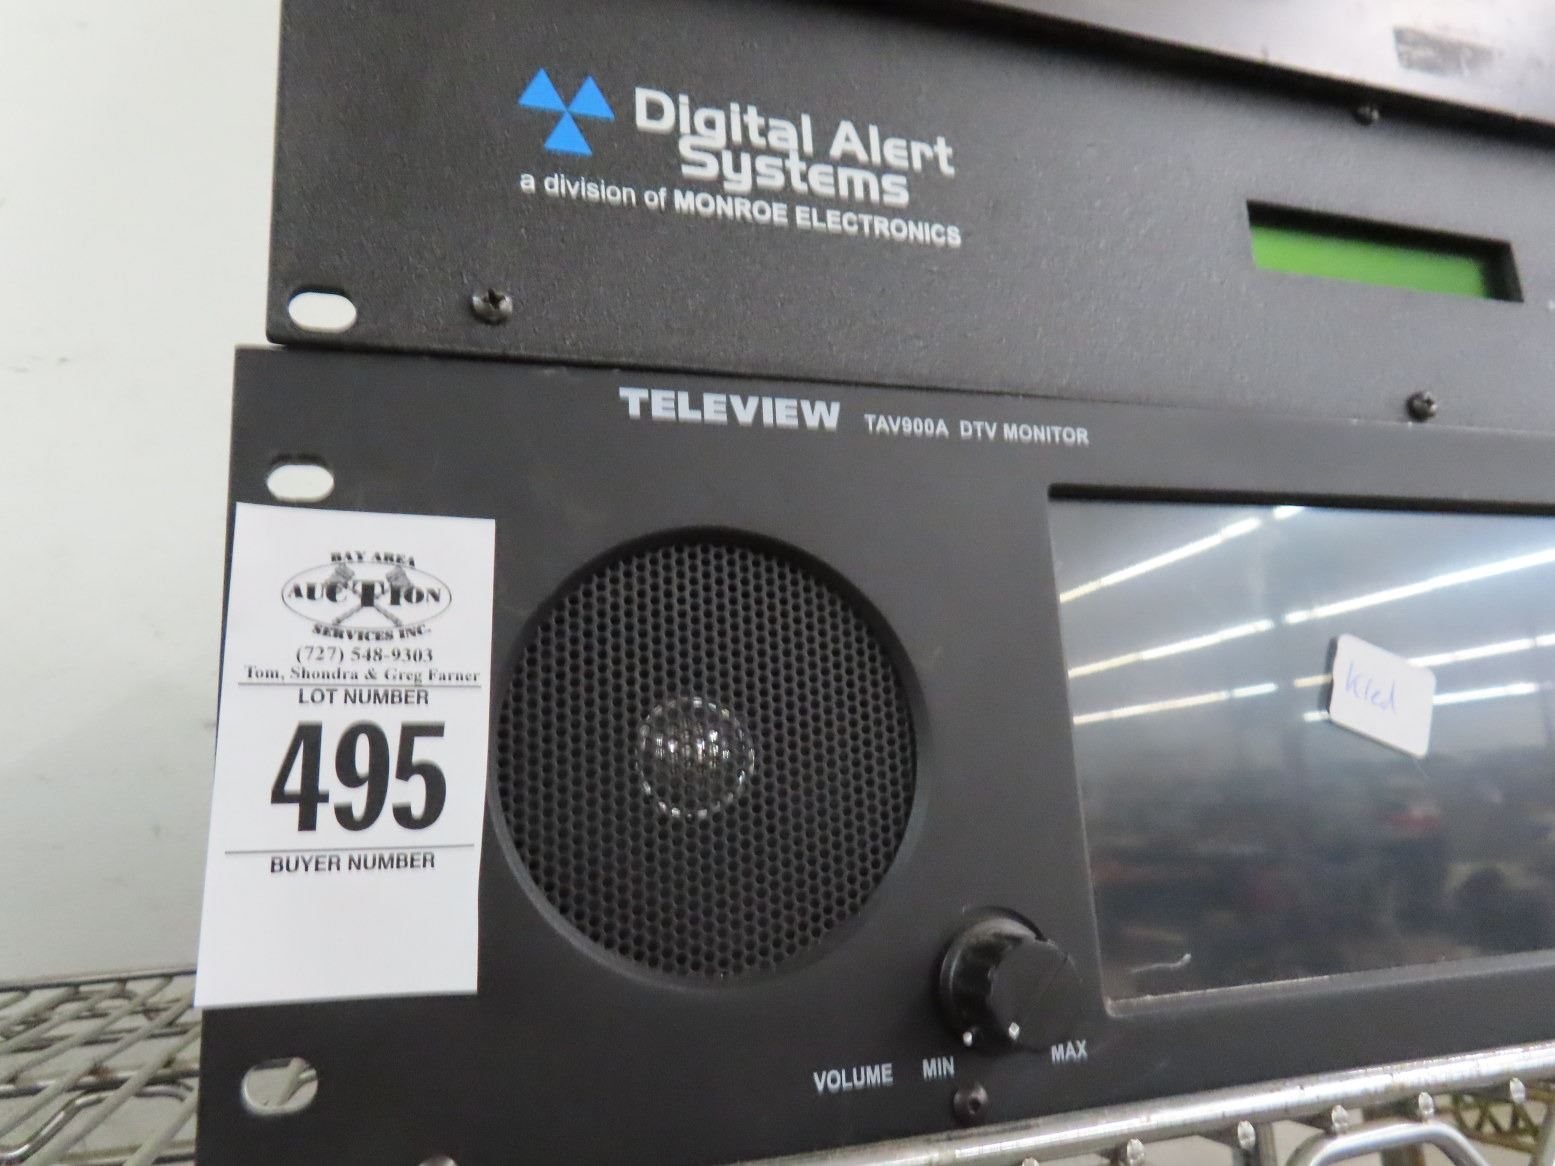 Digital Alert
Systems
a division of MONROE ELECTRONICS
TELEVIEW TAV900A DTV MONITOR
BAY AREA
AUCTION
SERVICES INC.
(727) 548-9303
Tom, Shondra & Greg Farner
LOT NUMBER
495
BUYER NUMBER
VOLUME MIN MAX